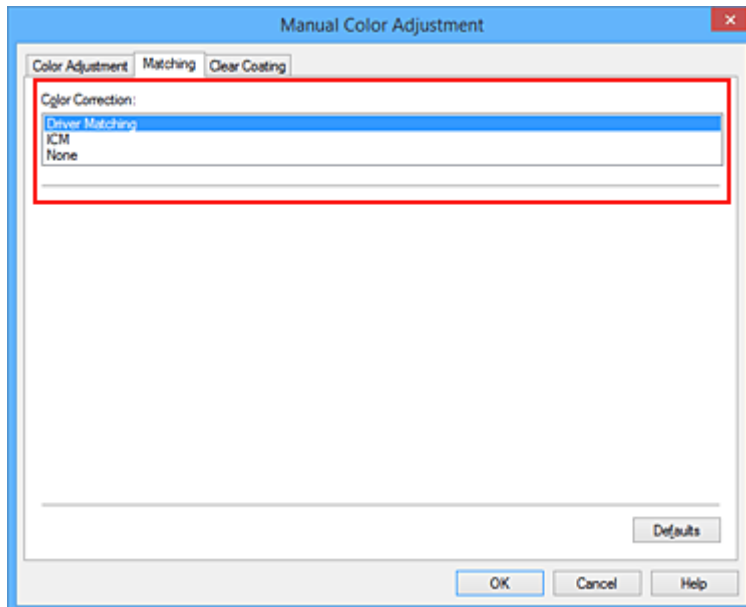 Manual Color Adjustment
Color Adjustment Matching Clear Coating
Color Correction:
Driver Matching
ICM
None
Defaults
OK Cancel Help